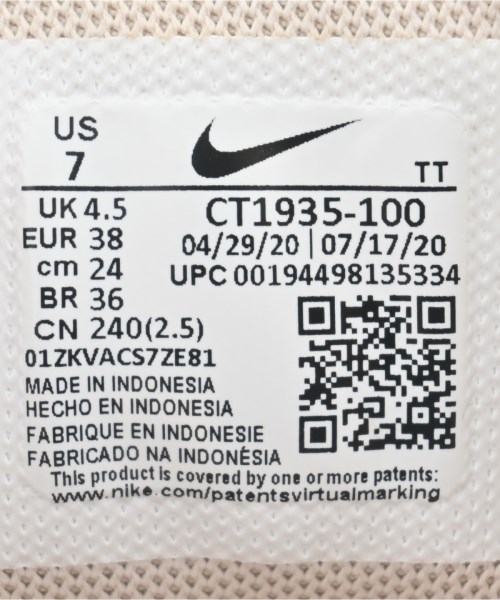 US
7
TT
UK 4.5
EUR 38
cm 24
BR 36
CN 240(2.5)
CT1935-100
04/29/20 | 07/17/20
UPC 00194498135334
01ZKVACS7ZE81
MADE IN INDONESIA
HECHO EN INDONESIA
FABRIQUE EN INDONESIE
FABRICADO NA INDONÉSIA
This product is covered by one or more patents:
www.nike.com/patentsvirtualmarking